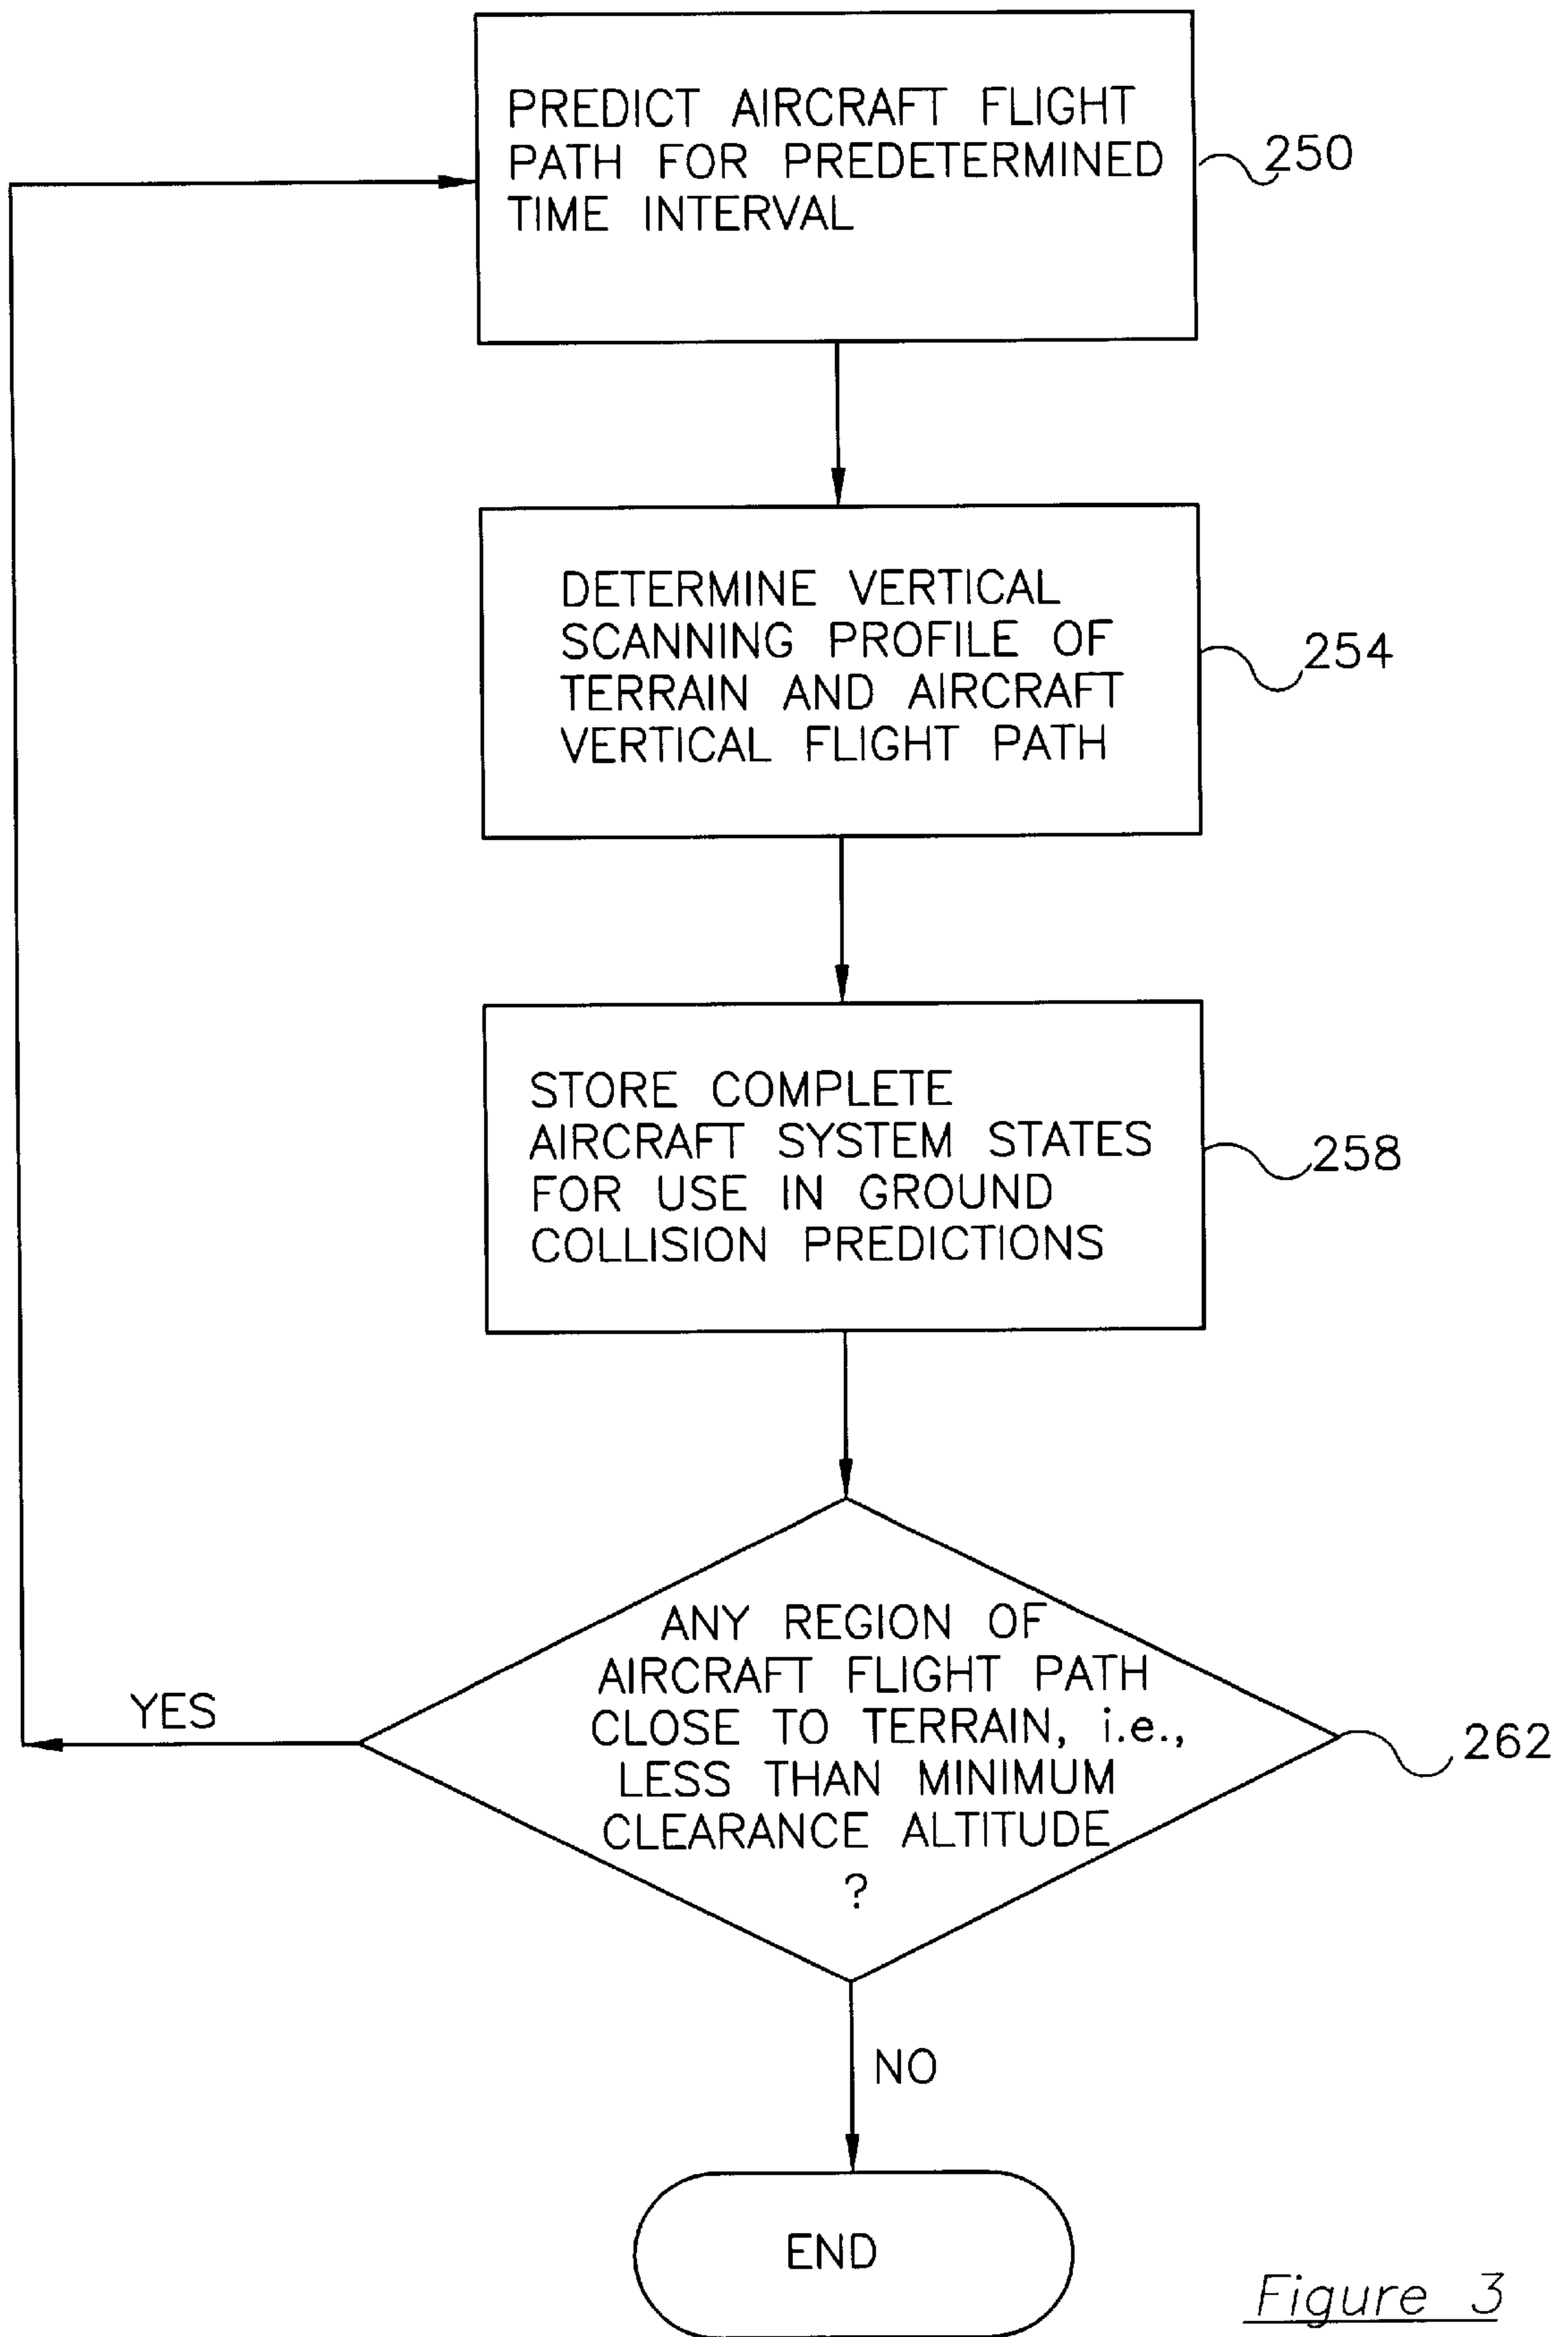 PREDICT AIRCRAFT FLIGHT
PATH FOR PREDETERMINED
TIME INTERVAL
250
DETERMINE VERTICAL
SCANNING PROFILE OF
TERRAIN AND AIRCRAFT
VERTICAL FLIGHT PATH
254
STORE COMPLETE
AIRCRAFT SYSTEM STATES
FOR USE IN GROUND
COLLISION PREDICTIONS
258
ANY REGION OF
AIRCRAFT FLIGHT PATH
CLOSE TO TERRAIN, i.e.,
LESS THAN MINIMUM
CLEARANCE ALTITUDE
?
262
YES
NO
END
Figure 3